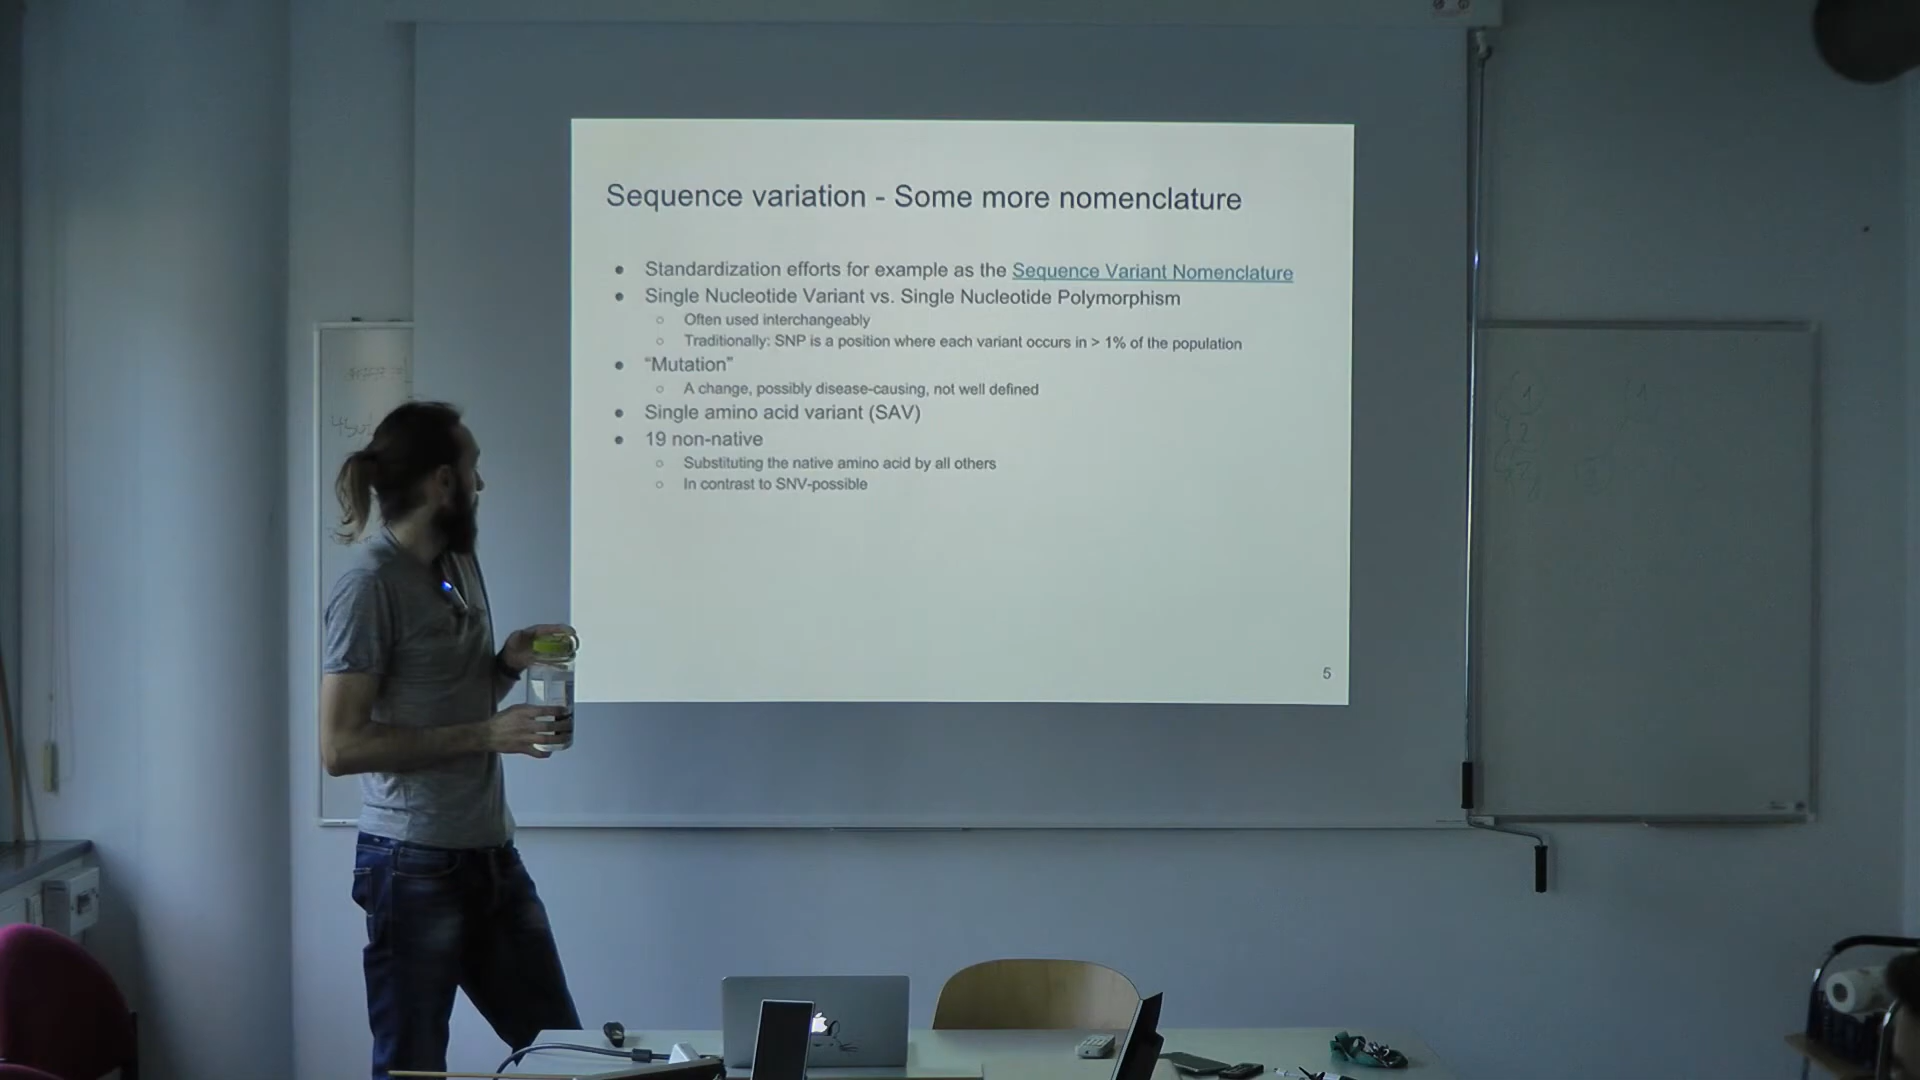 Sequence variation - Some more nomenclature
Standardization efforts for example as the Sequence Variant Nomenclature
Single Nucleotide Variant vs. Single Nucleotide Polymorphism
Often used interchangeably
Traditionally: SNP is a position where each variant occurs in > 1% of the population
“Mutation”
A change, possibly disease-causing, not well defined
Single amino acid variant (SAV)
19 non-native
Substituting the native amino acid by all others
In contrast to SNV-possible
5